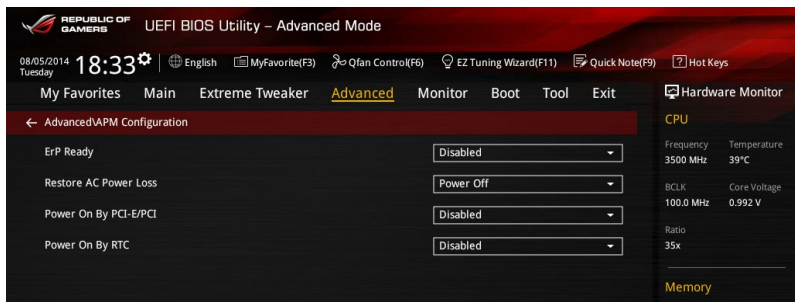 REPUBLIC OF
GAMERS
UEFI BIOS Utility – Advanced Mode
08/05/2014
Tuesday
18:33
English
MyFavorite(F3)
Qfan Control(F6)
EZ Tuning Wizard(F11)
Quick Note(F9)
? Hot Keys
My Favorites Main Extreme Tweaker Advanced Monitor Boot Tool Exit
Hardware Monitor
← Advanced\APM Configuration
ErP Ready Disabled
Restore AC Power Loss Power Off
Power On By PCI-E/PCI Disabled
Power On By RTC Disabled
CPU
Frequency Temperature
3500 MHz 39°C
BCLK Core Voltage
100.0 MHz 0.992 V
Ratio
35x
Memory